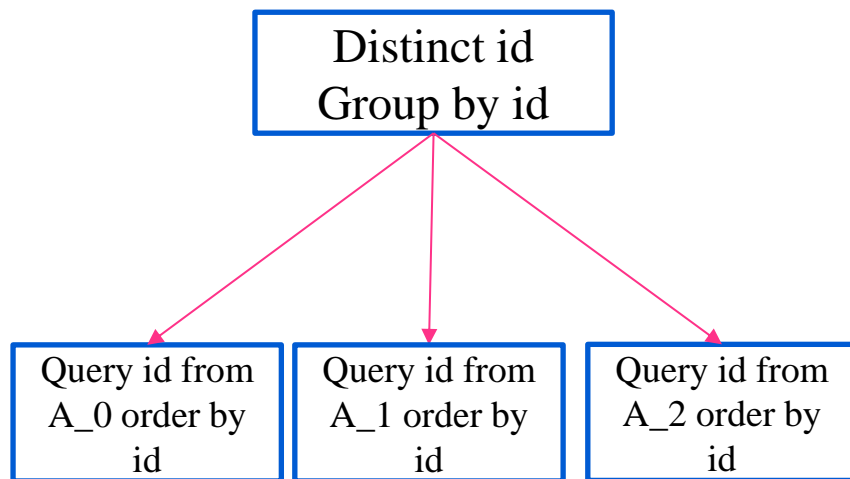 Distinct id
Group by id
Query id from
A_0 order by
id
Query id from
A_1 order by
id
Query id from
A_2 order by
id